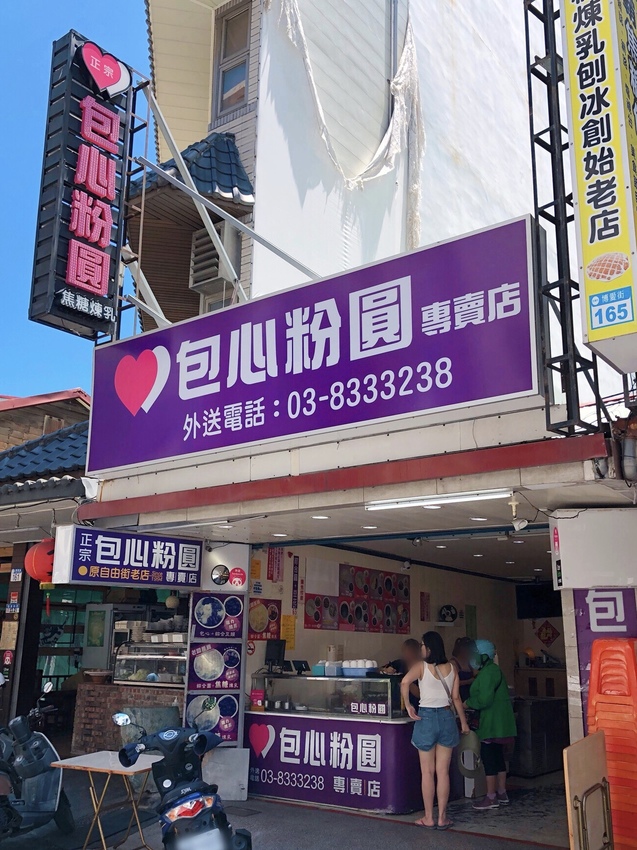 正宗
包心粉圓
焦糖煉乳
煉乳刨冰創始老店
博愛街
165
包心粉圓 專賣店
外送電話：03-8333238
正宗
包心粉圓
原自由街老店 專賣店
包心粉圓
包心粉圓
03-8333238 專賣店
包